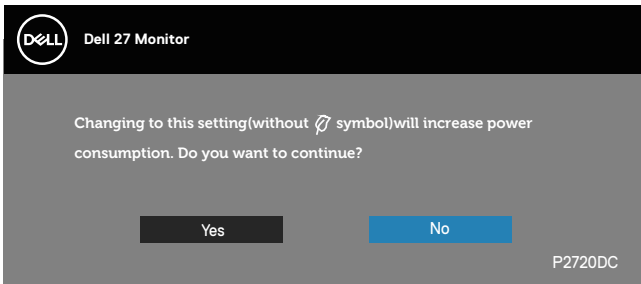 DELL
Dell 27 Monitor
Changing to this setting(without symbol)will increase power
consumption. Do you want to continue?
Yes
No
P2720DC